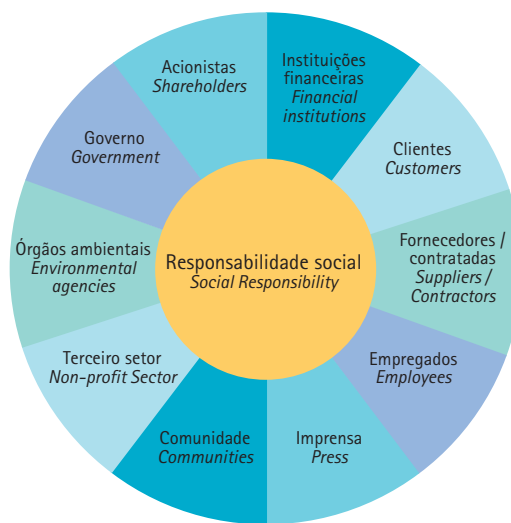 Responsabilidade social
Social Responsibility
Instituições
financeiras
Financial
institutions
Clientes
Customers
Fornecedores /
contratadas
Suppliers /
Contractors
Empregados
Employees
Imprensa
Press
Comunidade
Communities
Terceiro setor
Non-profit Sector
Órgãos ambientais
Environmental
agencies
Governo
Government
Acionistas
Shareholders